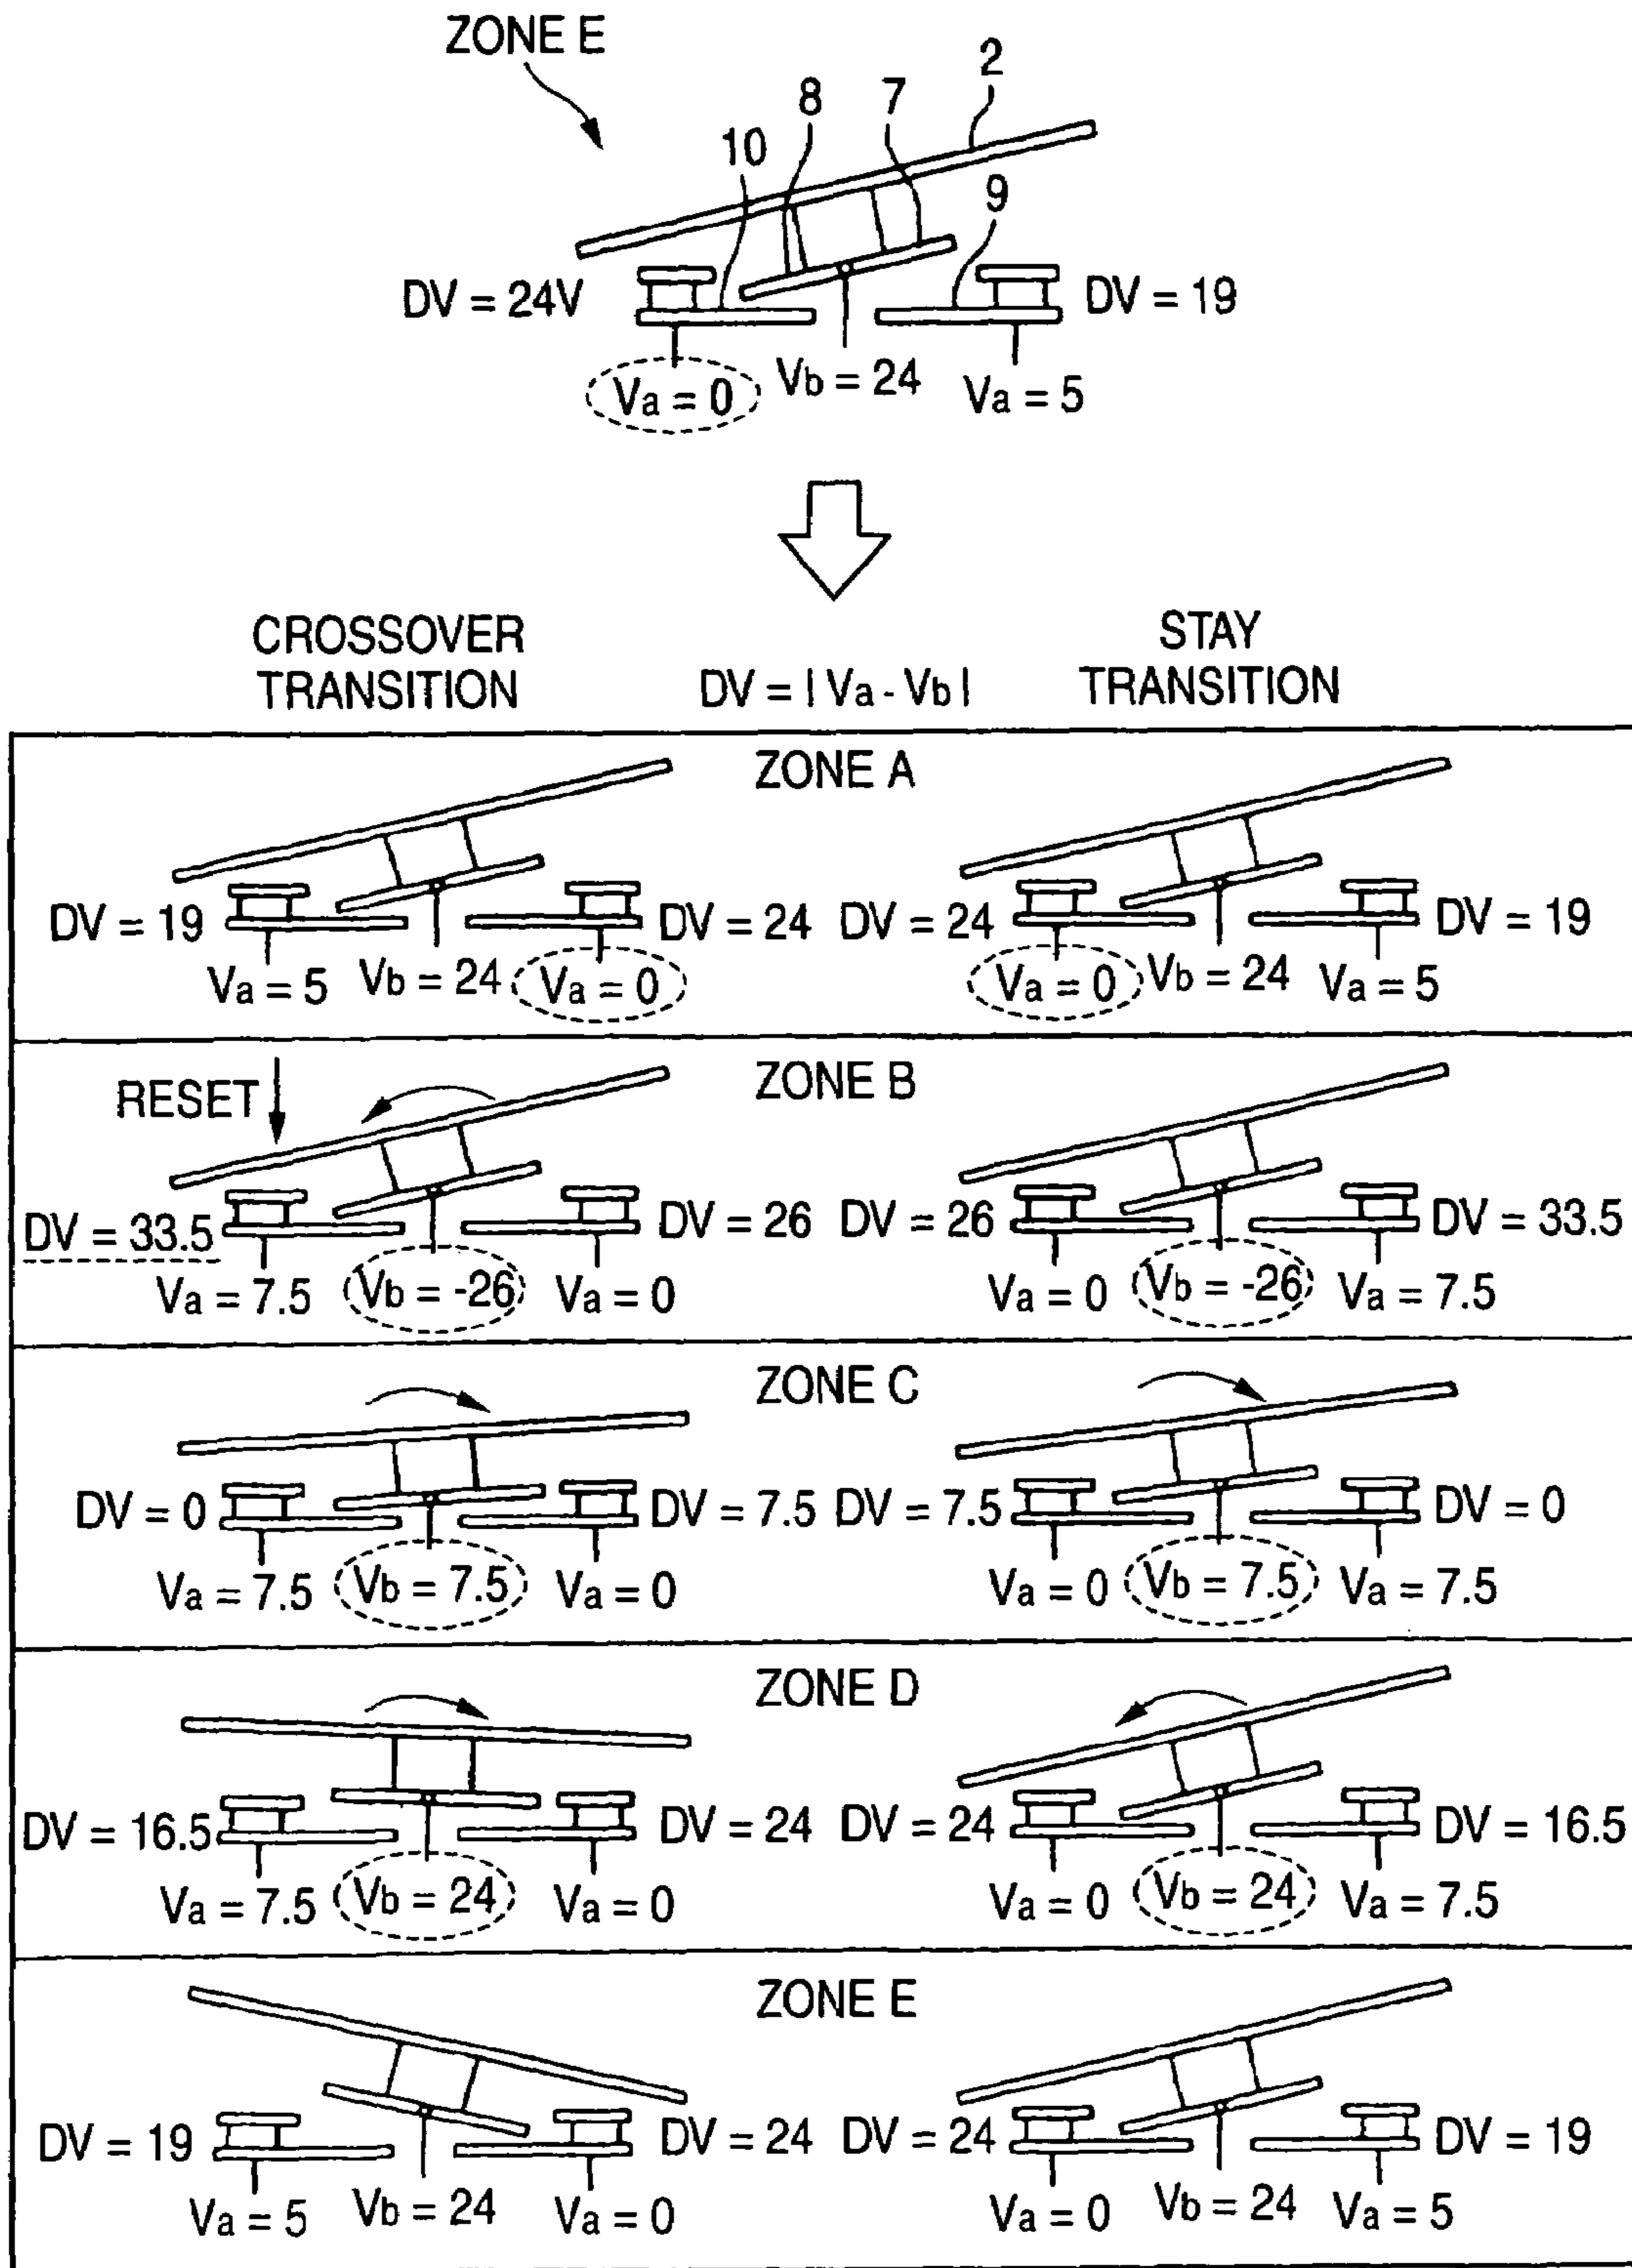 ZONE E
2
8 7
10
9
DV = 24V DV = 19
Va = 0 Vb = 24 Va = 5
CROSSOVER TRANSITION
DV = | Va - Vb |
STAY TRANSITION
ZONE A
DV = 19 DV = 24 DV = 24 DV = 19
Va = 5 Vb = 24 Va = 0 Va = 0 Vb = 24 Va = 5
ZONE B
RESET
DV = 33.5 DV = 26 DV = 26 DV = 33.5
Va = 7.5 Vb = -26 Va = 0 Va = 0 Vb = -26 Va = 7.5
ZONE C
DV = 0 DV = 7.5 DV = 7.5 DV = 0
Va = 7.5 Vb = 7.5 Va = 0 Va = 0 Vb = 7.5 Va = 7.5
ZONE D
DV = 16.5 DV = 24 DV = 24 DV = 16.5
Va = 7.5 Vb = 24 Va = 0 Va = 0 Vb = 24 Va = 7.5
ZONE E
DV = 19 DV = 24 DV = 24 DV = 19
Va = 5 Vb = 24 Va = 0 Va = 0 Vb = 24 Va = 5